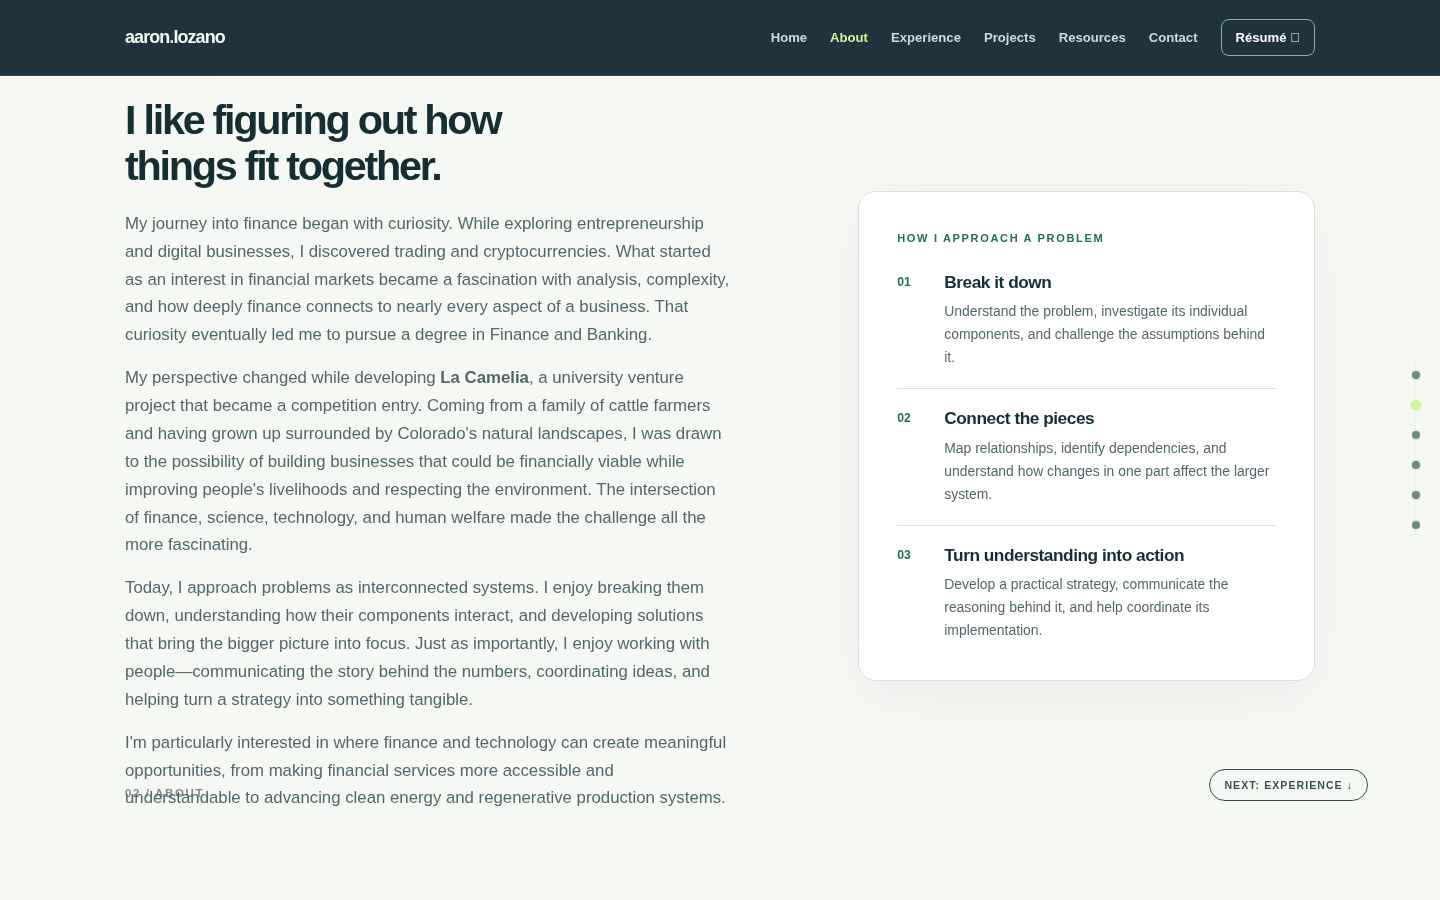 aaron.lozano
Home
About
Experience
Projects
Resources
Contact
Résumé
I like figuring out how
things fit together.
My journey into finance began with curiosity. While exploring entrepreneurship
and digital businesses, I discovered trading and cryptocurrencies. What started
as an interest in financial markets became a fascination with analysis, complexity,
and how deeply finance connects to nearly every aspect of a business. That
curiosity eventually led me to pursue a degree in Finance and Banking.
My perspective changed while developing La Camelia, a university venture
project that became a competition entry. Coming from a family of cattle farmers
and having grown up surrounded by Colorado's natural landscapes, I was drawn
to the possibility of building businesses that could be financially viable while
improving people's livelihoods and respecting the environment. The intersection
of finance, science, technology, and human welfare made the challenge all the
more fascinating.
Today, I approach problems as interconnected systems. I enjoy breaking them
down, understanding how their components interact, and developing solutions
that bring the bigger picture into focus. Just as importantly, I enjoy working with
people—communicating the story behind the numbers, coordinating ideas, and
helping turn a strategy into something tangible.
I'm particularly interested in where finance and technology can create meaningful
opportunities, from making financial services more accessible and
understandable to advancing clean energy and regenerative production systems.
02 / ABOUT
HOW I APPROACH A PROBLEM
01
Break it down
Understand the problem, investigate its individual
components, and challenge the assumptions behind
it.
02
Connect the pieces
Map relationships, identify dependencies, and
understand how changes in one part affect the larger
system.
03
Turn understanding into action
Develop a practical strategy, communicate the
reasoning behind it, and help coordinate its
implementation.
NEXT: EXPERIENCE ↓